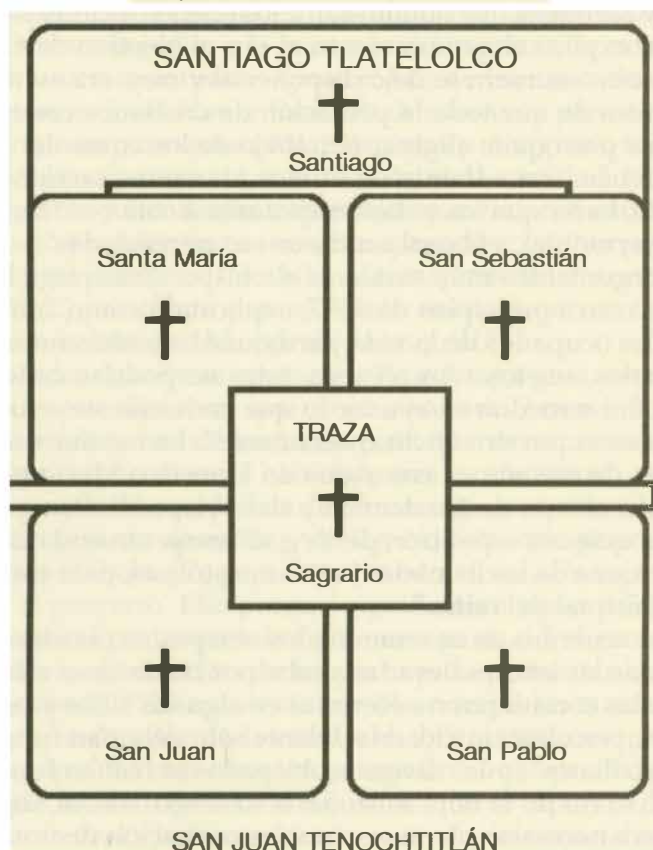 SANTIAGO TLATELOLCO
Santiago
Santa María
San Sebastián
TRAZA
Sagrario
San Juan
San Pablo
SAN JUAN TENOCHTITLÁN